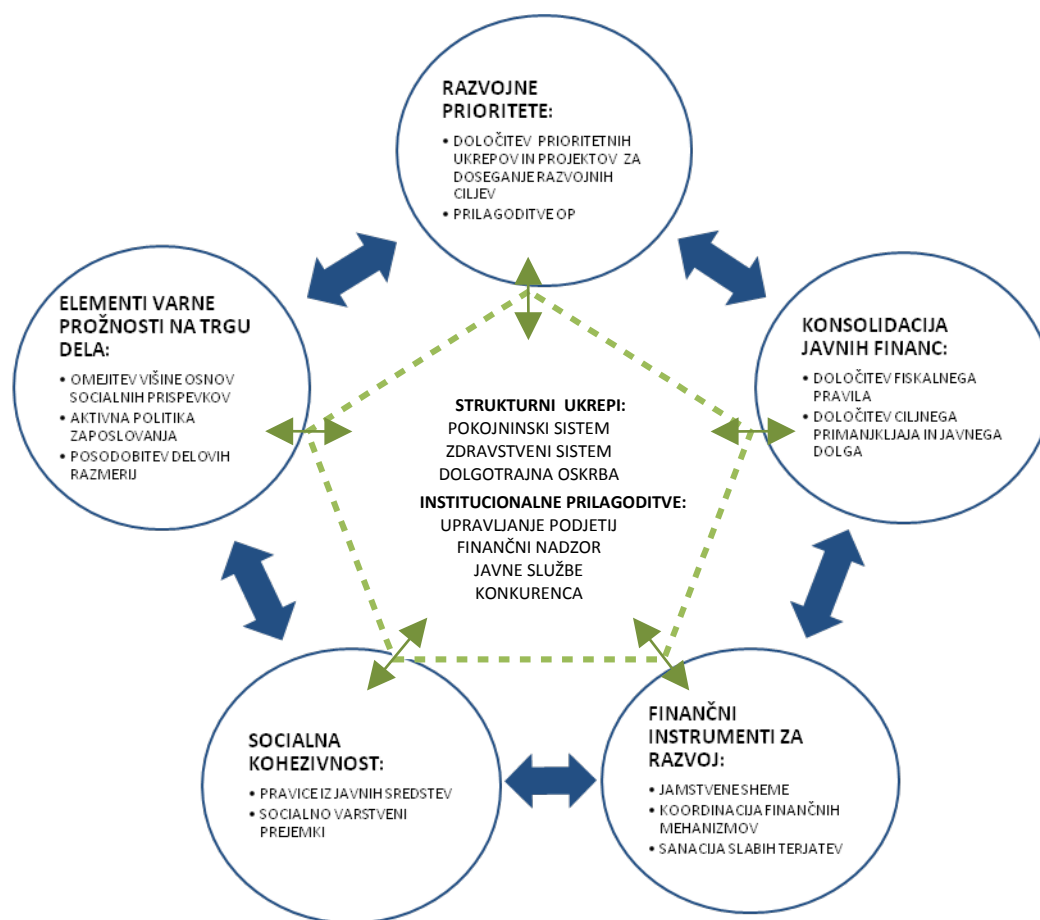 RAZVOJNE
PRIORITETE:
• DOLOČITEV PRIORITETNIH
UKREPOV IN PROJEKTOV ZA
DOSEGANJE RAZVOJNIH
CILJEV
• PRILAGODITVE OP
ELEMENTI VARNE
PROŽNOSTI NA TRGU
DELA:
• OMEJITEV VIŠINE OSNOV
SOCIALNIH PRISPEVKOV
• AKTIVNA POLITIKA
ZAPOSLOVANJA
• POSODOBITEV DELOVIH
RAZMERIJ
KONSOLIDACIJA
JAVNIH FINANC:
• DOLOČITEV FISKALNEGA
PRAVILA
• DOLOČITEV CILJNEGA
PRIMANJKLJAJA IN JAVNEGA
DOLGA
STRUKTURNI UKREPI:
POKOJNINSKI SISTEM
ZDRAVSTVENI SISTEM
DOLGOTRAJNA OSKRBA
INSTITUCIONALNE PRILAGODITVE:
UPRAVLJANJE PODJETIJ
FINANČNI NADZOR
JAVNE SLUŽBE
KONKURENCA
SOCIALNA
KOHEZIVNOST:
• PRAVICE IZ JAVNIH SREDSTEV
• SOCIALNO VARSTVENI
PREJEMKI
FINANČNI
INSTRUMENTI ZA
RAZVOJ:
• JAMSTVENE SHEME
• KOORDINACIJA FINANČNIH
MEHANIZMOV
• SANACIJA SLABIH TERJATEV